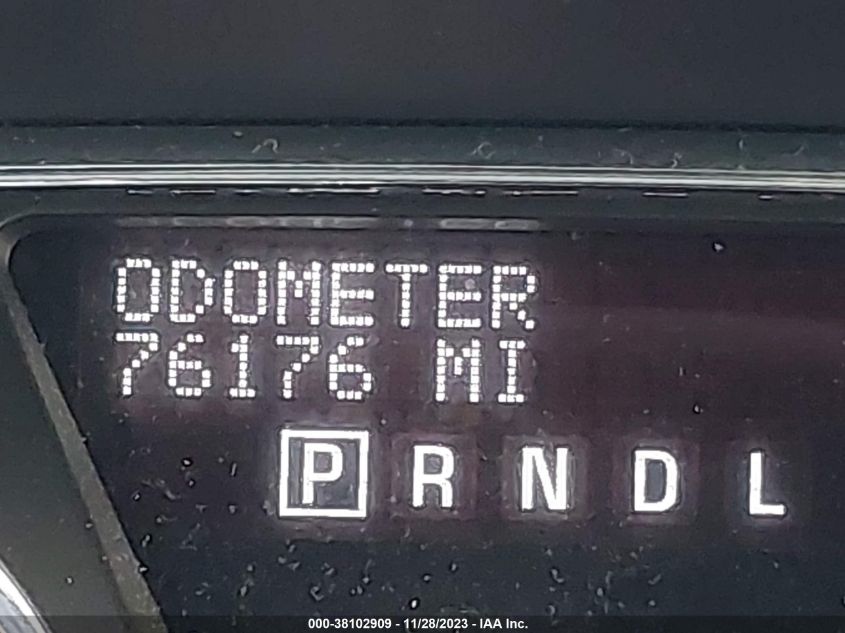 ODOMETER
76176 MI
P R N D L
000-38102909 - 11/28/2023 - IAA Inc.